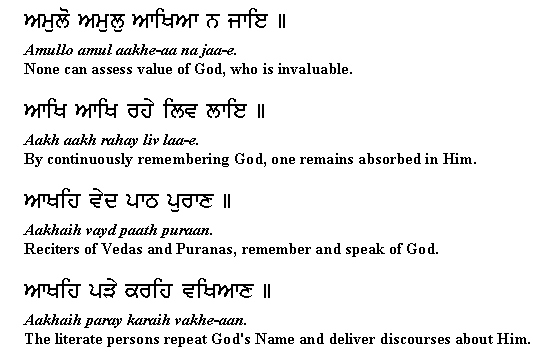 ਅਮੁਲੋ ਅਮੁਲੁ ਆਖਿਆ ਨ ਜਾਇ ॥
Amullo amul aakhe-aa na jaa-e.
None can assess value of God, who is invaluable.
ਆਖਿ ਆਖਿ ਰਹੇ ਲਿਵ ਲਾਇ ॥
Aakh aakh rahay liv laa-e.
By continuously remembering God, one remains absorbed in Him.
ਆਖਹਿ ਵੇਦ ਪਾਠ ਪੁਰਾਣ ॥
Aakhaih vayd paath puraan.
Reciters of Vedas and Puranas, remember and speak of God.
ਆਖਹਿ ਪੜੇ ਕਰਹਿ ਵਖਿਆਣ ॥
Aakhaih paray karaih vakhe-aan.
The literate persons repeat God's Name and deliver discourses about Him.